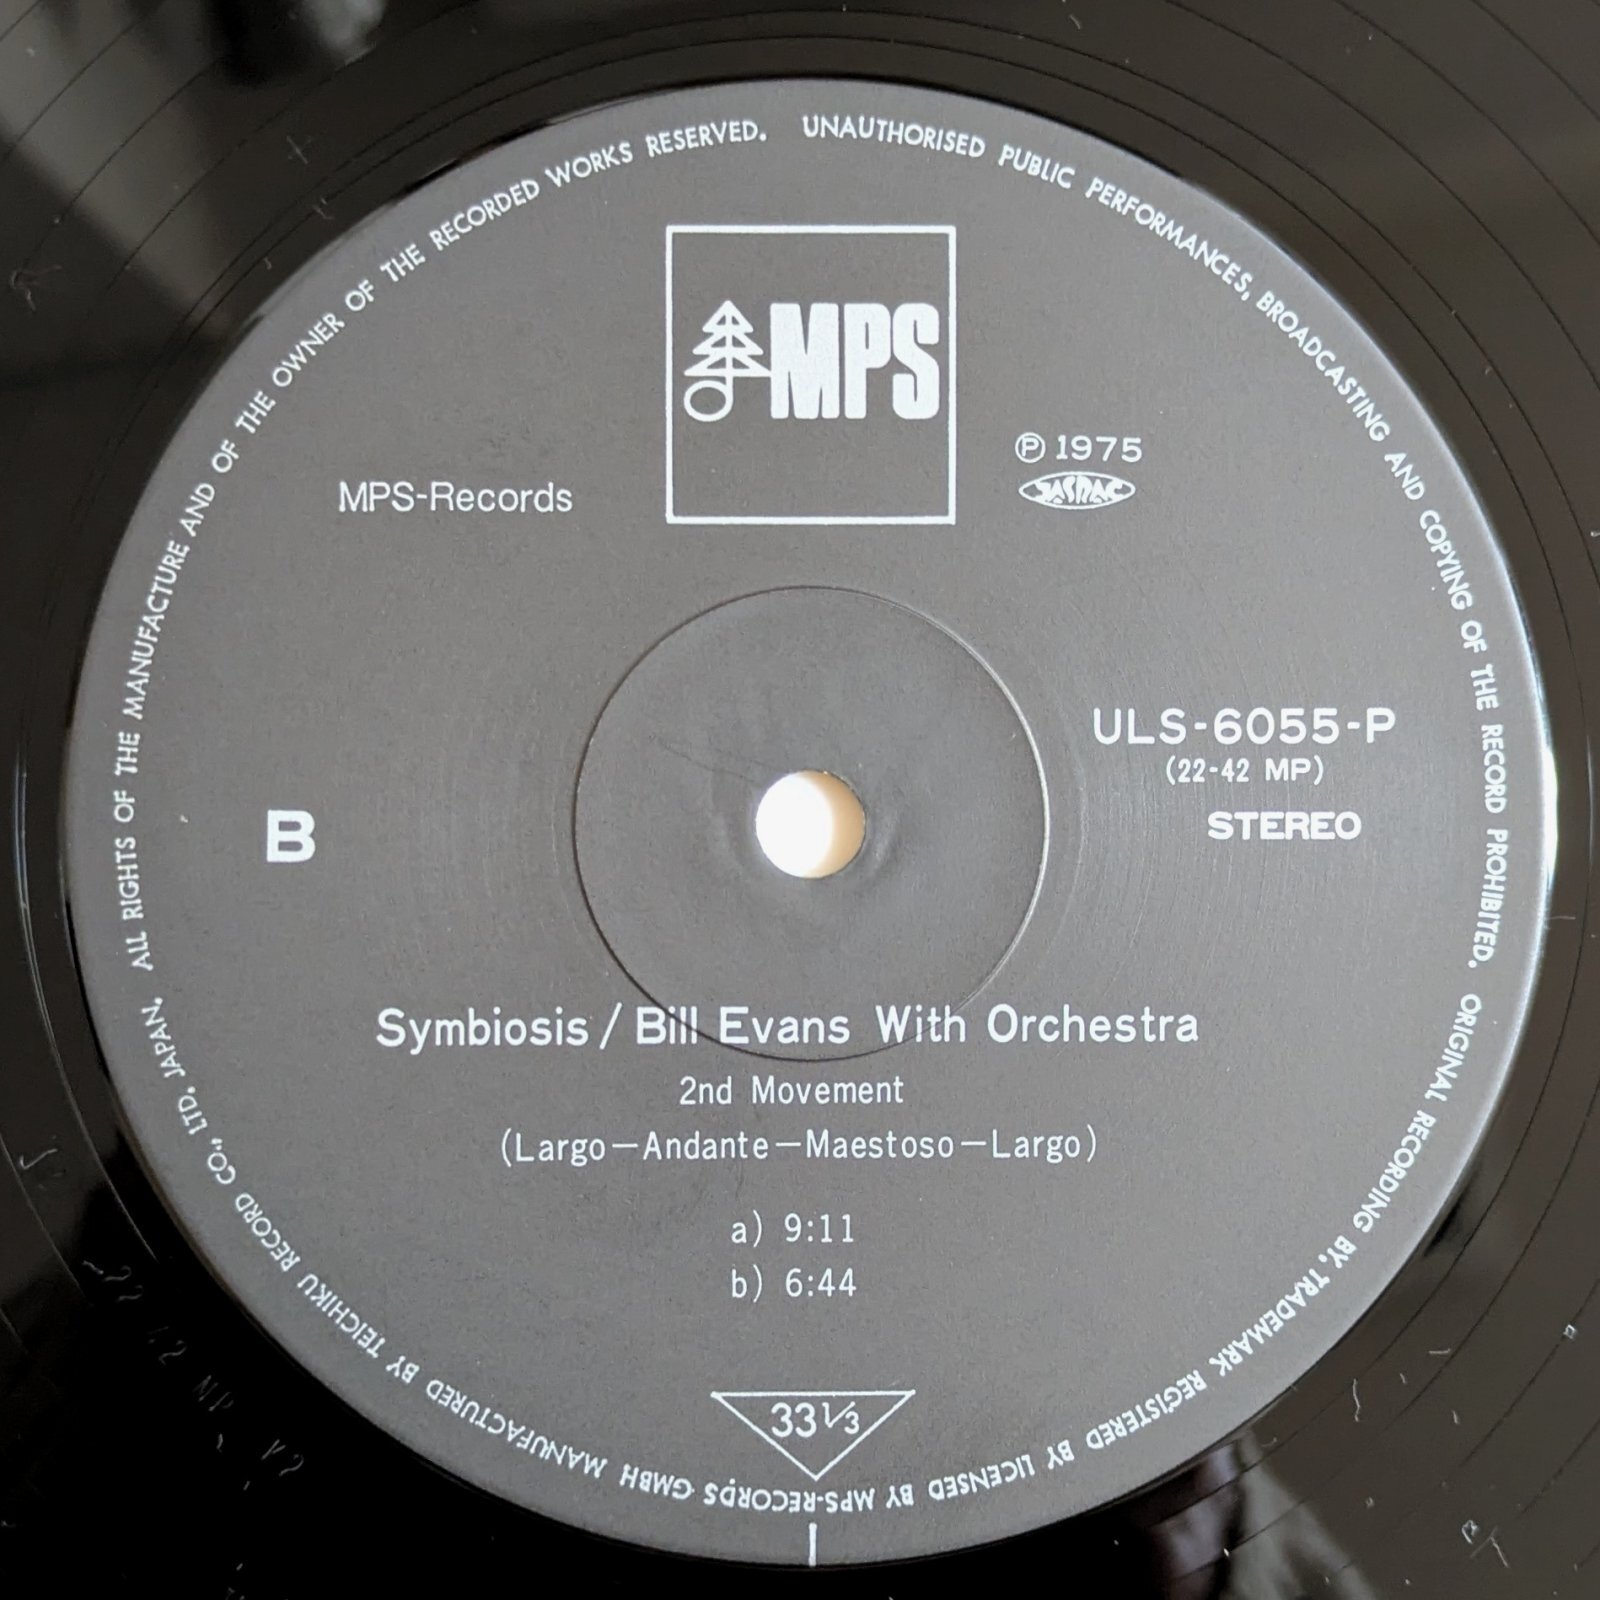 MPS
MPS-Records
Ⓟ 1975
JASRAC
ULS-6055-P
(22-42 MP)
STEREO
B
Symbiosis / Bill Evans With Orchestra
2nd Movement
(Largo—Andante—Maestoso—Largo)
a) 9:11
b) 6:44
33 1/3
ALL RIGHTS OF THE MANUFACTURE AND OF THE OWNER OF THE RECORDED WORKS RESERVED. UNAUTHORISED PUBLIC PERFORMANCES, BROADCASTING AND COPYING OF THE RECORD PROHIBITED. ORIGINAL RECORDING BY, TRADEMARK REGISTERED BY LICENSED BY MPS-RECORDS GMBH. MANUFACTURED BY TEICHIKU RECORD CO., LTD. JAPAN.